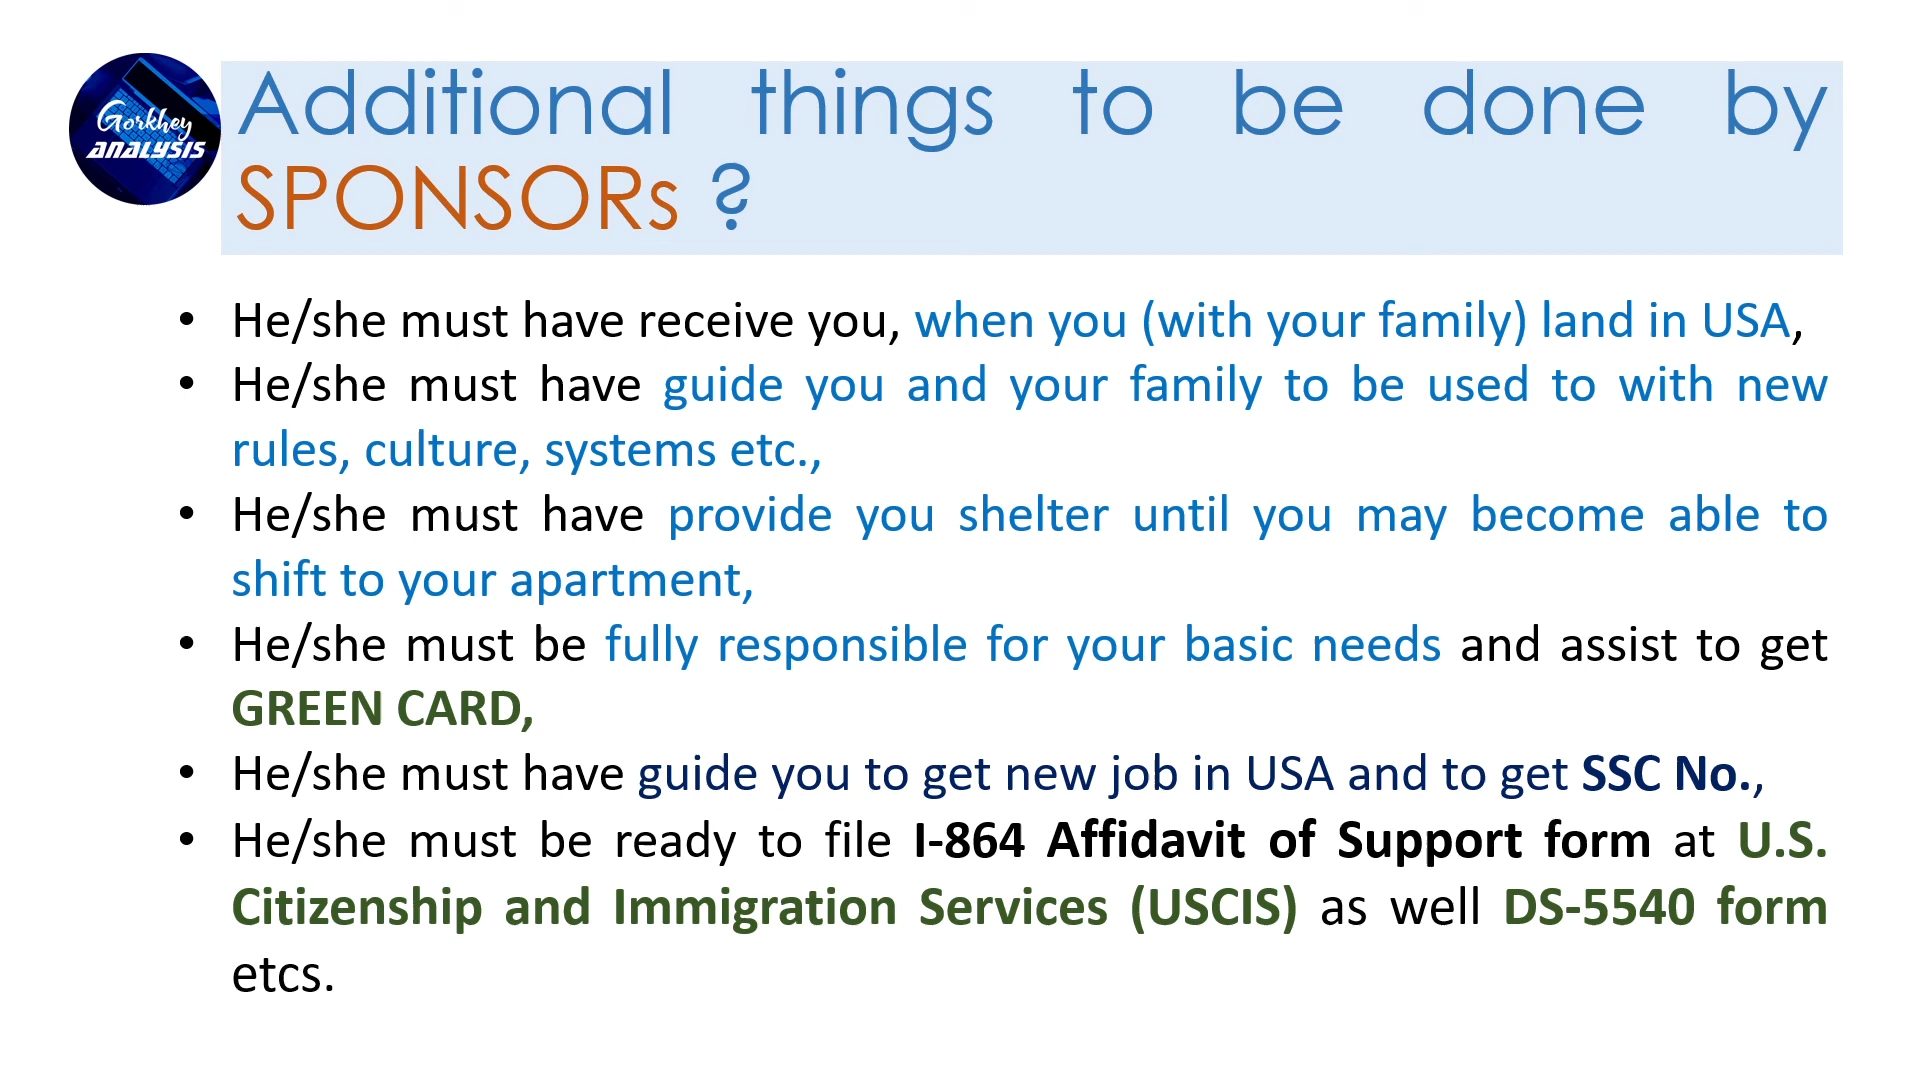 Gorkhey
ANALYSIS
Additional things to be done by
SPONSORs ?
• He/she must have receive you, when you (with your family) land in USA,
• He/she must have guide you and your family to be used to with new
rules, culture, systems etc.,
• He/she must have provide you shelter until you may become able to
shift to your apartment,
• He/she must be fully responsible for your basic needs and assist to get
GREEN CARD,
• He/she must have guide you to get new job in USA and to get SSC No.,
• He/she must be ready to file I-864 Affidavit of Support form at U.S.
Citizenship and Immigration Services (USCIS) as well DS-5540 form
etcs.